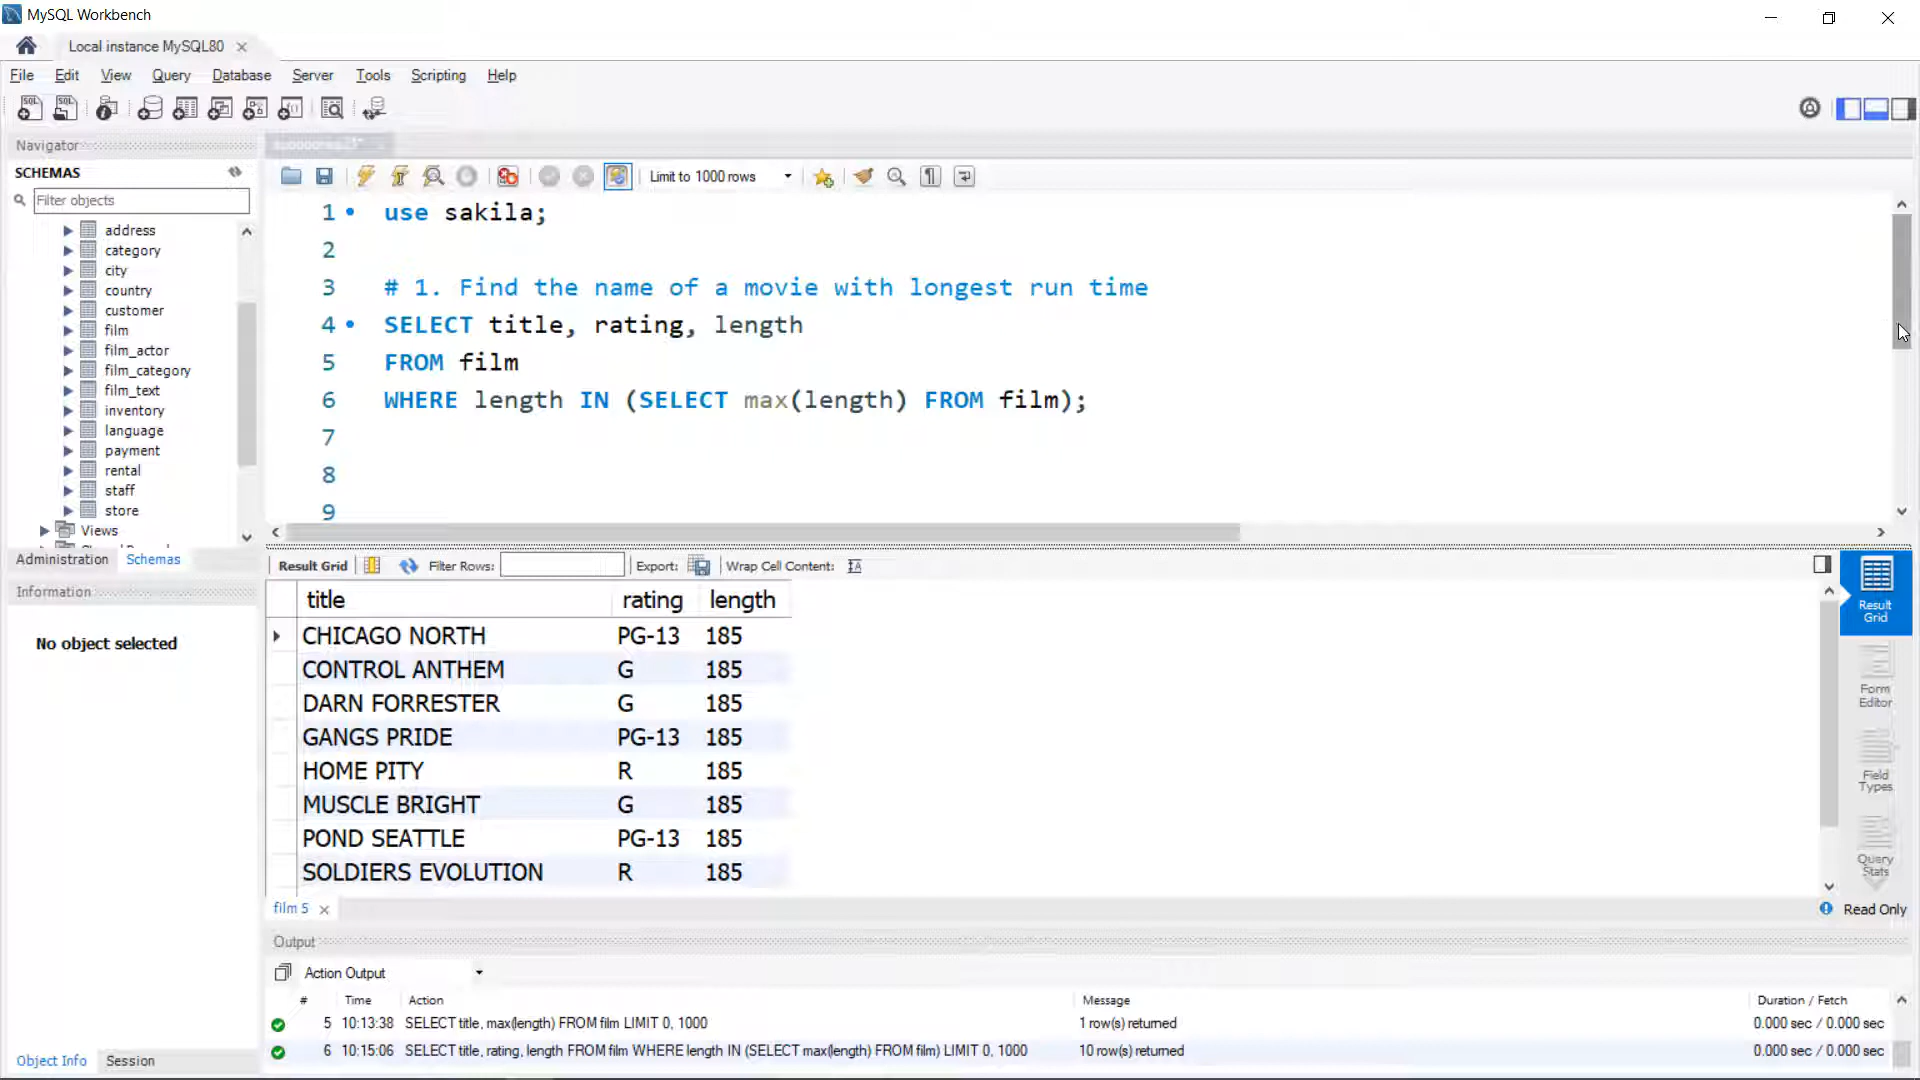 MySQL Workbench
Local instance MySQL80
File Edit View Query Database Server Tools Scripting Help
Navigator
SCHEMAS
Filter objects
address
category
city
country
customer
film
film_actor
film_category
film_text
inventory
language
payment
rental
staff
store
Views
Administration Schemas
Information
No object selected
Object Info Session
Limit to 1000 rows
1 use sakila;
2
3 # 1. Find the name of a movie with longest run time
4 SELECT title, rating, length
5 FROM film
6 WHERE length IN (SELECT max(length) FROM film);
7
8
9
Result Grid Filter Rows: Export: Wrap Cell Content:
title rating length
CHICAGO NORTH PG-13 185
CONTROL ANTHEM G 185
DARN FORRESTER G 185
GANGS PRIDE PG-13 185
HOME PITY R 185
MUSCLE BRIGHT G 185
POND SEATTLE PG-13 185
SOLDIERS EVOLUTION R 185
Result
Grid
Form
Editor
Field
Types
Query
Stats
film 5
Read Only
Output
Action Output
# Time Action Message Duration / Fetch
5 10:13:38 SELECT title, max(length) FROM film LIMIT 0, 1000 1 row(s) returned 0.000 sec / 0.000 sec
6 10:15:06 SELECT title, rating, length FROM film WHERE length IN (SELECT max(length) FROM film) LIMIT 0, 1000 10 row(s) returned 0.000 sec / 0.000 sec